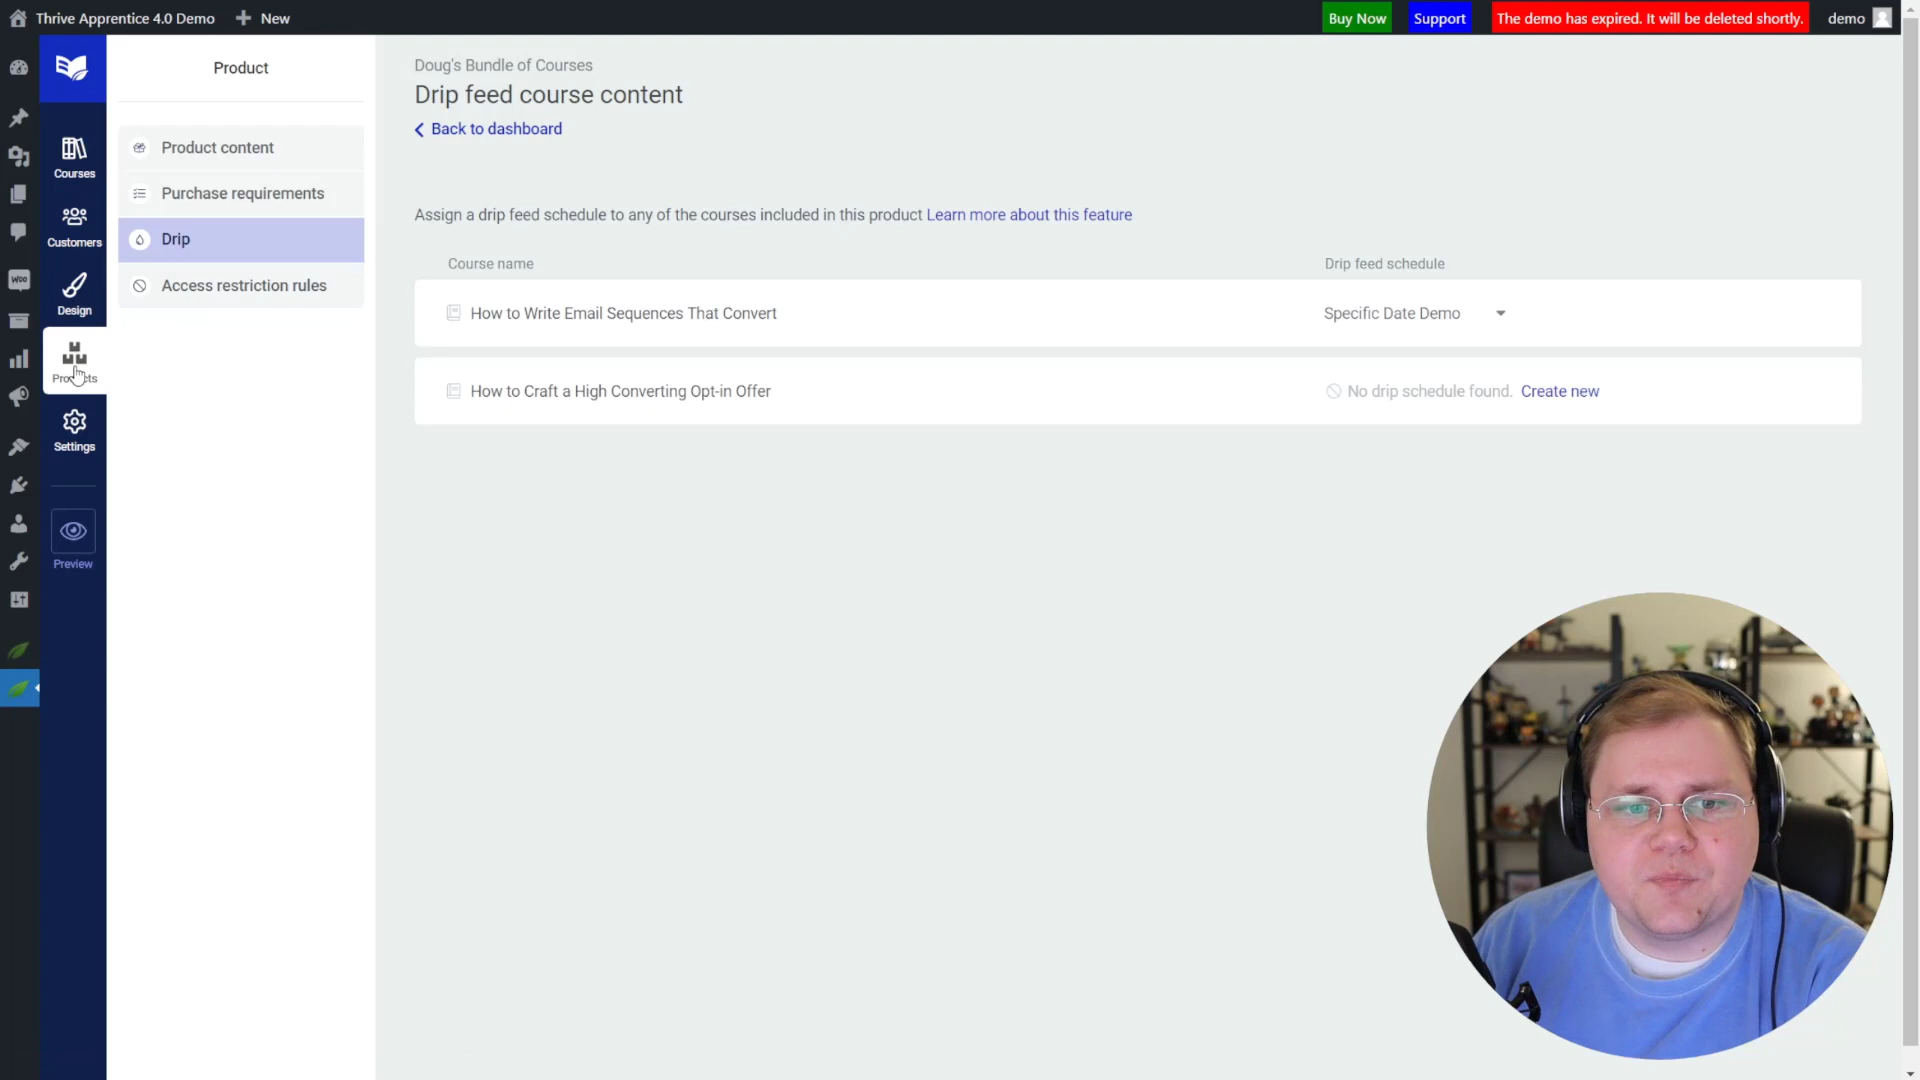 Thrive Apprentice 4.0 Demo
New
Buy Now
Support
The demo has expired. It will be deleted shortly.
demo
Product
Product content
Purchase requirements
Drip
Access restriction rules
Courses
Customers
Design
Products
Settings
Preview
Woo
Doug's Bundle of Courses
Drip feed course content
Back to dashboard
Assign a drip feed schedule to any of the courses included in this product Learn more about this feature
Course name
Drip feed schedule
How to Write Email Sequences That Convert
Specific Date Demo
How to Craft a High Converting Opt-in Offer
No drip schedule found. Create new